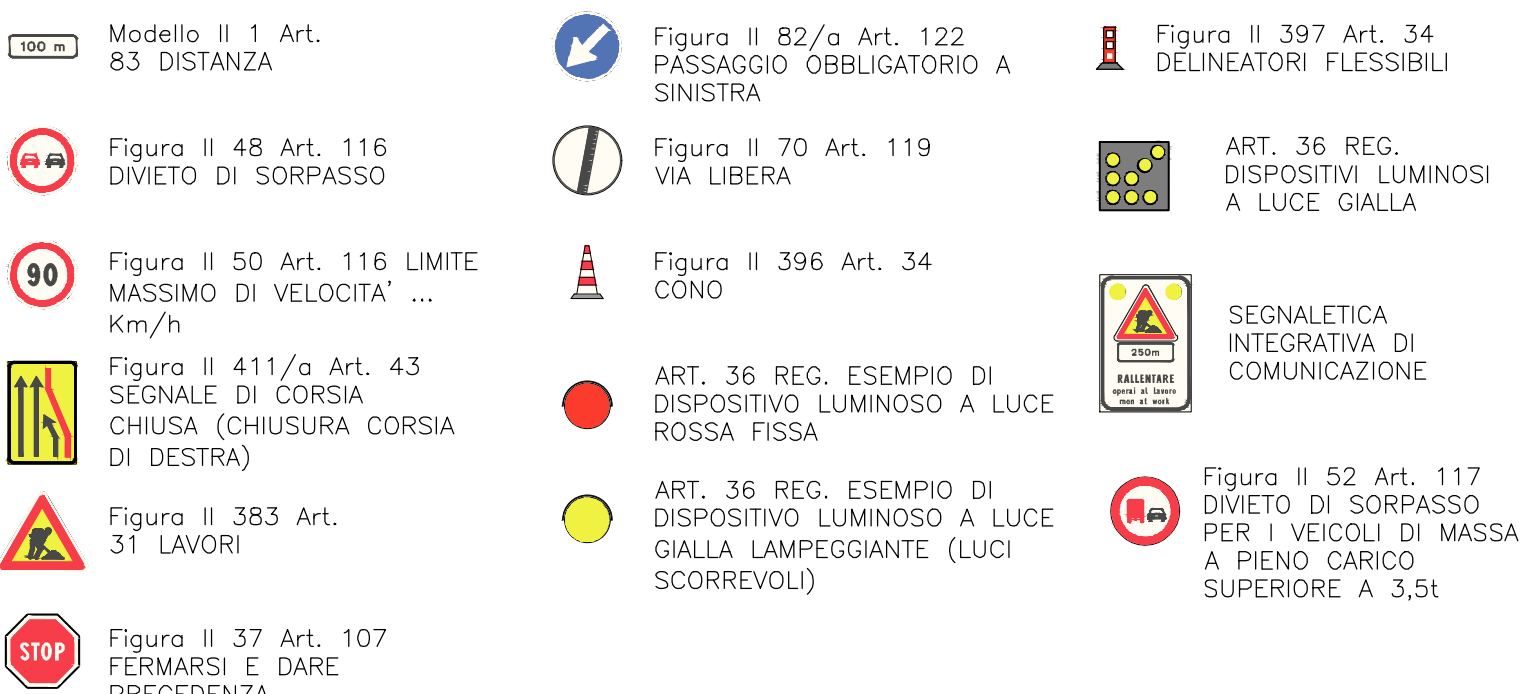 100 m
Modello II 1 Art.
83 DISTANZA
Figura II 48 Art. 116
DIVIETO DI SORPASSO
90
Figura II 50 Art. 116 LIMITE
MASSIMO DI VELOCITA' ...
Km/h
Figura II 411/a Art. 43
SEGNALE DI CORSIA
CHIUSA (CHIUSURA CORSIA
DI DESTRA)
Figura II 383 Art.
31 LAVORI
STOP
Figura II 37 Art. 107
FERMARSI E DARE
PRECEDENZA
Figura II 82/a Art. 122
PASSAGGIO OBBLIGATORIO A
SINISTRA
Figura II 70 Art. 119
VIA LIBERA
Figura II 396 Art. 34
CONO
ART. 36 REG. ESEMPIO DI
DISPOSITIVO LUMINOSO A LUCE
ROSSA FISSA
ART. 36 REG. ESEMPIO DI
DISPOSITIVO LUMINOSO A LUCE
GIALLA LAMPEGGIANTE (LUCI
SCORREVOLI)
Figura II 397 Art. 34
DELINEATORI FLESSIBILI
ART. 36 REG.
DISPOSITIVI LUMINOSI
A LUCE GIALLA
250m
RALLENTARE
operai al lavoro
men at work
SEGNALETICA
INTEGRATIVA DI
COMUNICAZIONE
Figura II 52 Art. 117
DIVIETO DI SORPASSO
PER I VEICOLI DI MASSA
A PIENO CARICO
SUPERIORE A 3,5t